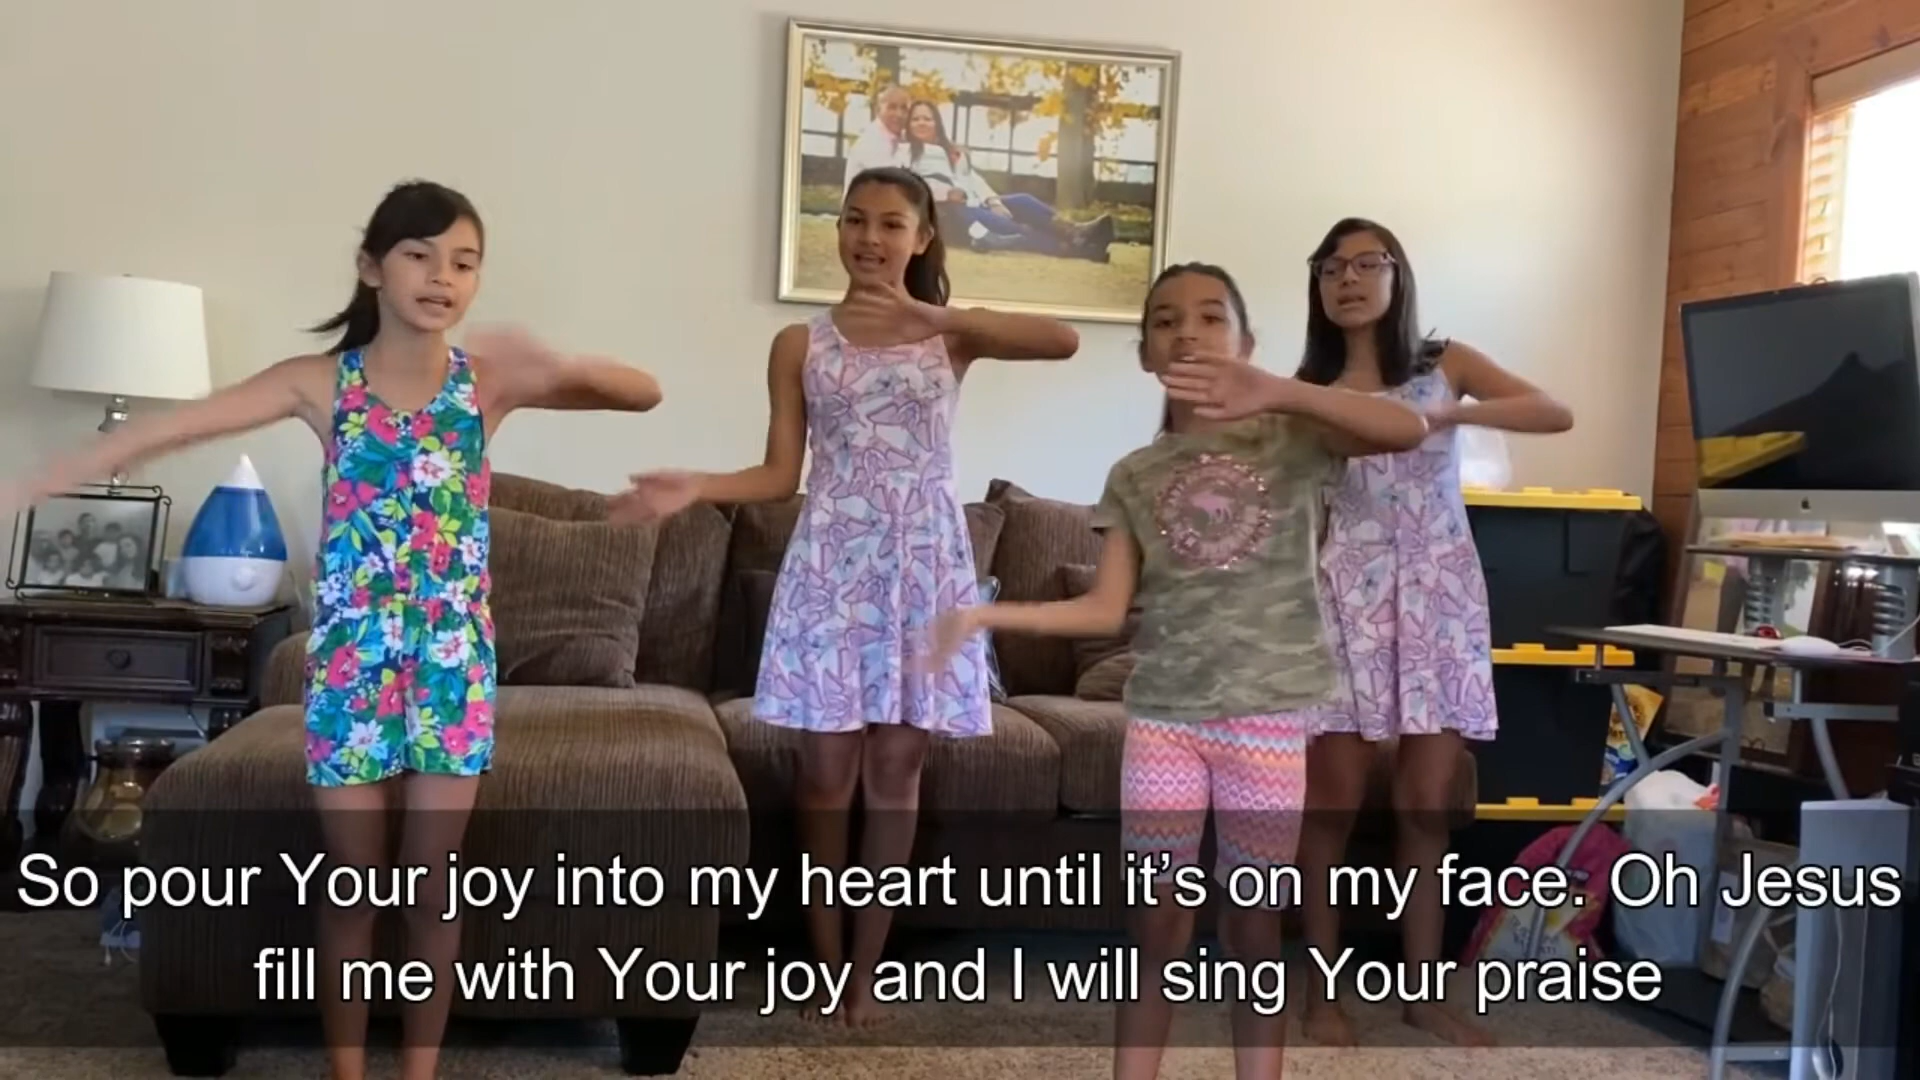 So pour Your joy into my heart until it’s on my face. Oh Jesus
fill me with Your joy and I will sing Your praise